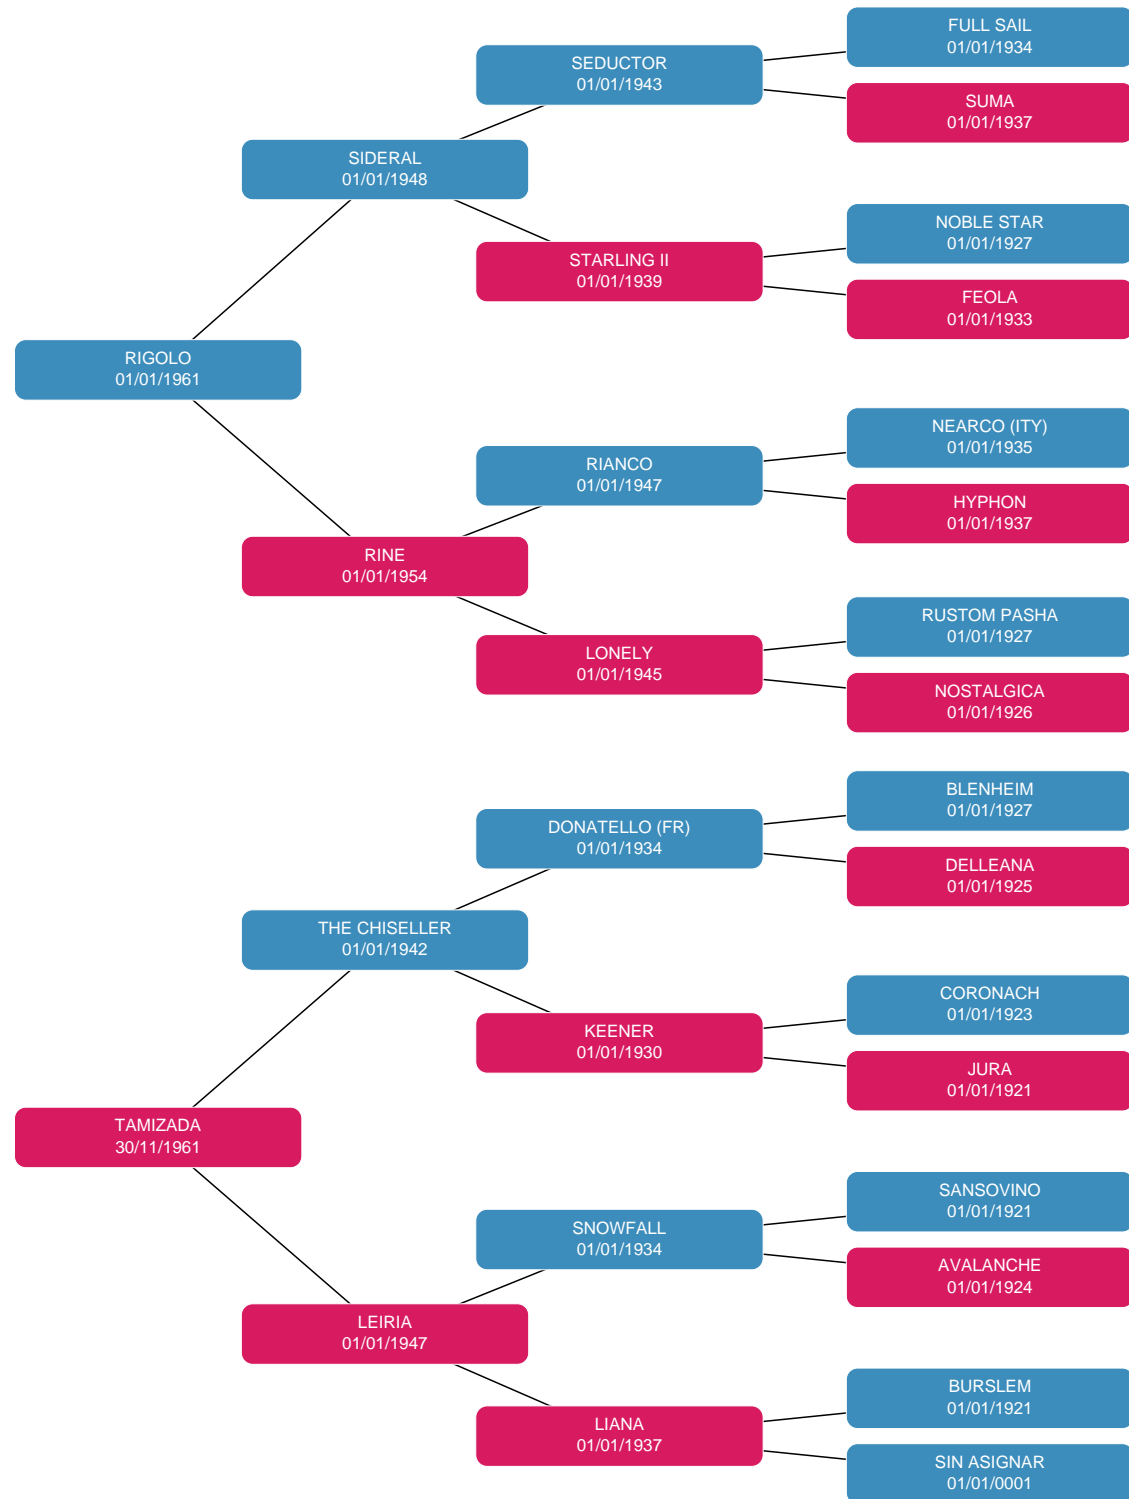 FULL SAIL
01/01/1934
SEDUCTOR
01/01/1943
SUMA
01/01/1937
SIDERAL
01/01/1948
NOBLE STAR
01/01/1927
STARLING II
01/01/1939
FEOLA
01/01/1933
RIGOLO
01/01/1961
NEARCO (ITY)
01/01/1935
RIANCO
01/01/1947
HYPHON
01/01/1937
RINE
01/01/1954
RUSTOM PASHA
01/01/1927
LONELY
01/01/1945
NOSTALGICA
01/01/1926
BLENHEIM
01/01/1927
DONATELLO (FR)
01/01/1934
DELLEANA
01/01/1925
THE CHISELLER
01/01/1942
CORONACH
01/01/1923
KEENER
01/01/1930
JURA
01/01/1921
TAMIZADA
30/11/1961
SANSOVINO
01/01/1921
SNOWFALL
01/01/1934
AVALANCHE
01/01/1924
LEIRIA
01/01/1947
BURSLEM
01/01/1921
LIANA
01/01/1937
SIN ASIGNAR
01/01/0001